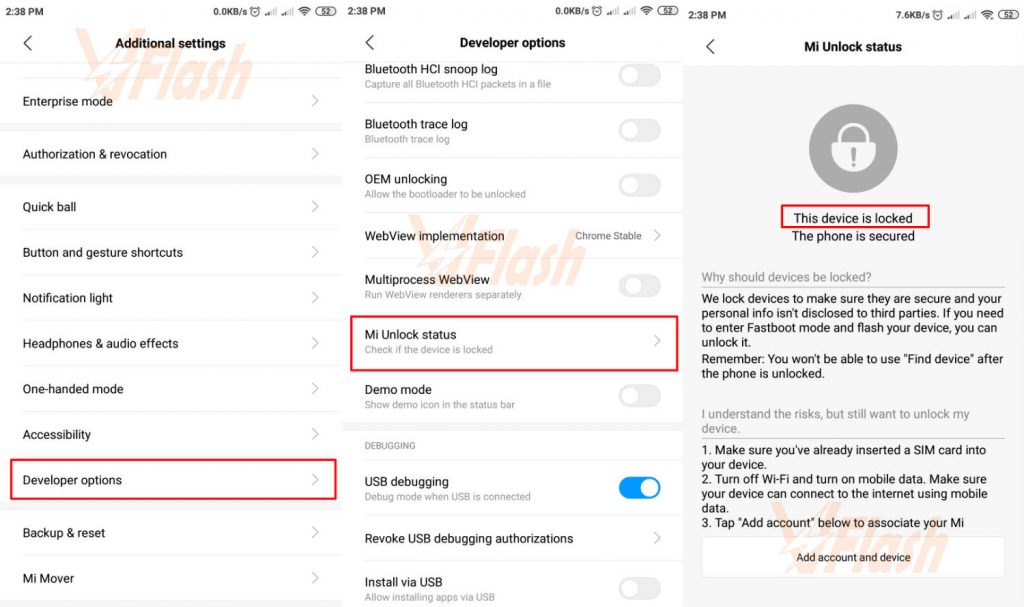 2:38 PM
0.0KB/s
52
Additional settings
Enterprise mode
Authorization & revocation
Quick ball
Button and gesture shortcuts
Notification light
Headphones & audio effects
One-handed mode
Accessibility
Developer options
Backup & reset
Mi Mover
2:38 PM
0.0KB/s
52
Developer options
Bluetooth HCI snoop log
Capture all Bluetooth HCI packets in a file
Bluetooth trace log
Bluetooth trace log
OEM unlocking
Allow the bootloader to be unlocked
WebView implementation
Chrome Stable
Multiprocess WebView
Run WebView renderers separately
Mi Unlock status
Check if the device is locked
Demo mode
Show demo icon in the status bar
DEBUGGING
USB debugging
Debug mode when USB is connected
Revoke USB debugging authorizations
Install via USB
Allow installing apps via USB
2:38 PM
7.6KB/s
52
Mi Unlock status
This device is locked
The phone is secured
Why should devices be locked?
We lock devices to make sure they are secure and your
personal info isn't disclosed to third parties. If you need
to enter Fastboot mode and flash your device, you can
unlock it.
Remember: You won't be able to use "Find device" after
the phone is unlocked.
I understand the risks, but still want to unlock my
device.
1. Make sure you've already inserted a SIM card into
your device.
2. Turn off Wi-Fi and turn on mobile data. Make sure
your device can connect to the internet using mobile
data.
3. Tap "Add account" below to associate your Mi
Add account and device
Flash
Flash
Flash